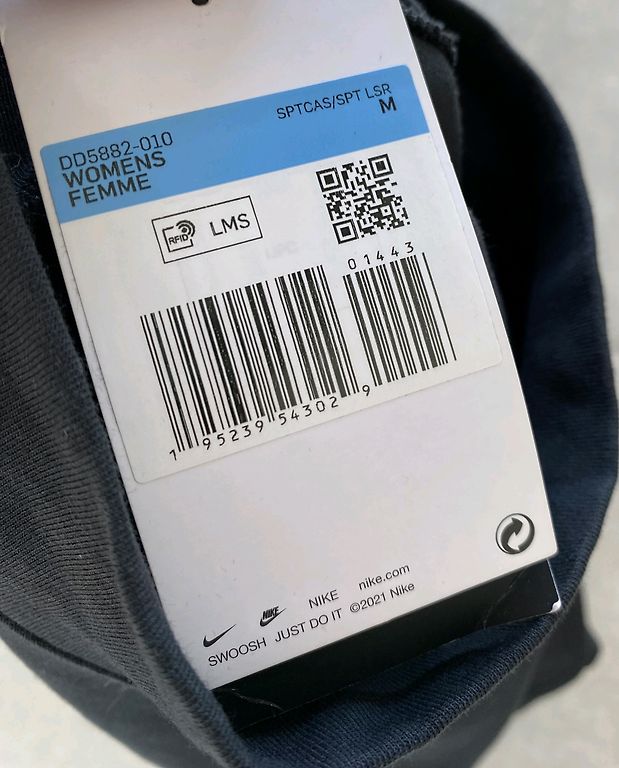 SPTCAS/SPT LSR
M
DD5882-010
WOMENS
FEMME
RFID LMS
01443
1 95239 54302 9
NIKE nike.com
NIKE
SWOOSH JUST DO IT ©2021 Nike